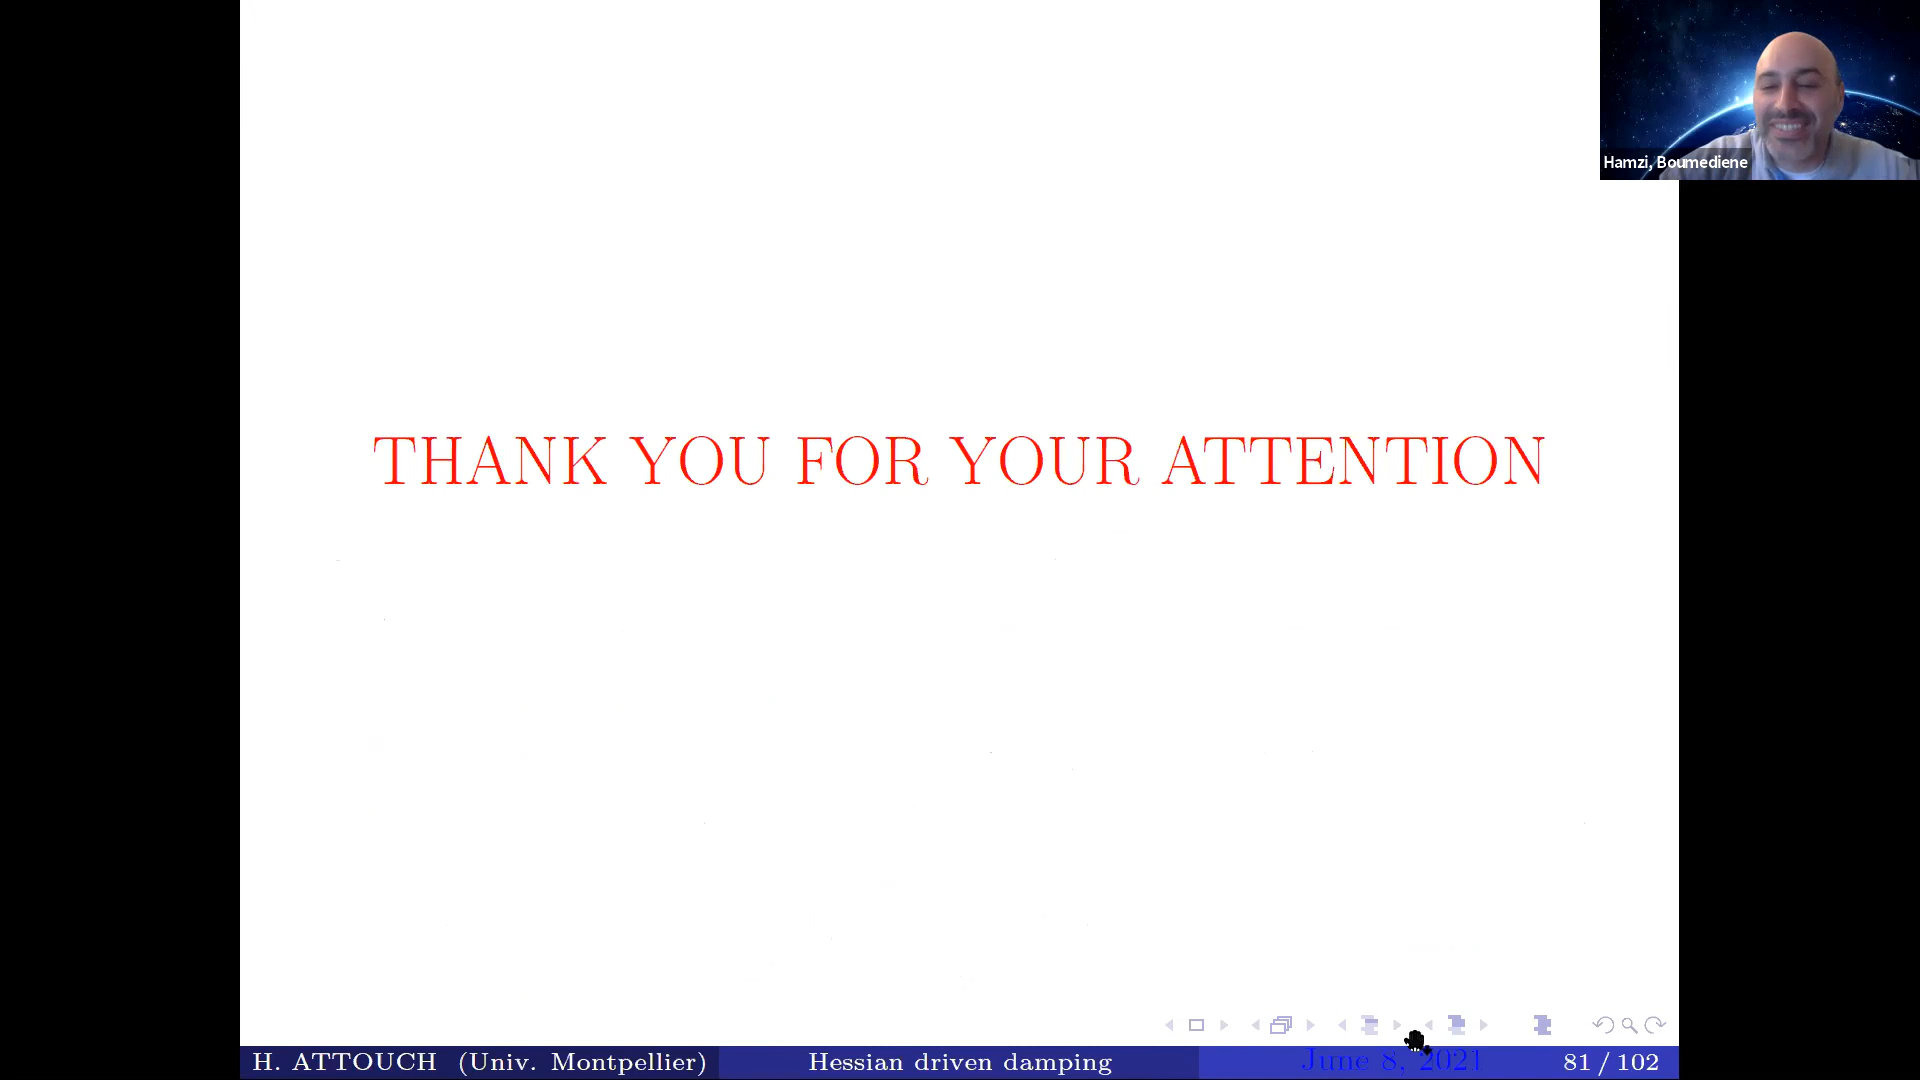 Hamzi, Boumediene
THANK YOU FOR YOUR ATTENTION
H. ATTOUCH (Univ. Montpellier) Hessian driven damping June 8, 2021 81 / 102